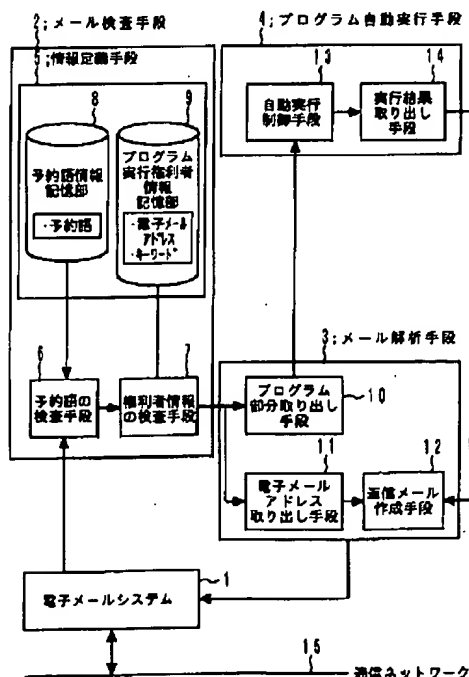 2;メール検査手段
5;情報定義手段
8
9
予約語情報
記憶部
・予約語
プログラム
実行権利者
情報
記憶部
・電子メール
アドレス
・キーワード
6
予約語の
検査手段
7
権利者情報
の検査手段
4;プログラム自動実行手段
13
自動実行
制御手段
14
実行結果
取り出し
手段
3;メール解析手段
プログラム
部分取り出し
手段
10
11
電子メール
アドレス
取り出し手段
12
返信メール
作成手段
1
電子メールシステム
15
通信ネットワーク